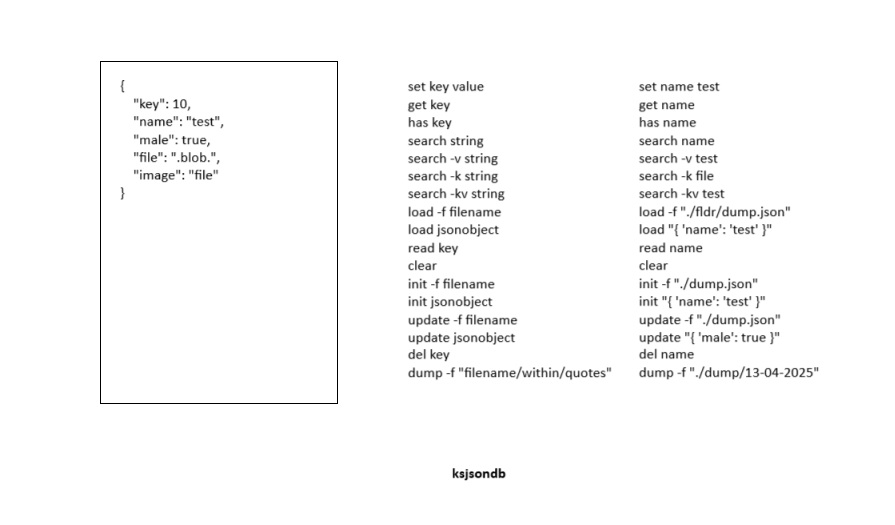 {
"key": 10,
"name": "test",
"male": true,
"file": ".blob.",
"image": "file"
}
set key value
get key
has key
search string
search -v string
search -k string
search -kv string
load -f filename
load jsonobject
read key
clear
init -f filename
init jsonobject
update -f filename
update jsonobject
del key
dump -f "filename/within/quotes"
set name test
get name
has name
search name
search -v test
search -k file
search -kv test
load -f "./fldr/dump.json"
load "{ 'name': 'test' }"
read name
clear
init -f "./dump.json"
init "{ 'name': 'test' }"
update -f "./dump.json"
update "{ 'male': true }"
del name
dump -f "./dump/13-04-2025"
ksjsondb